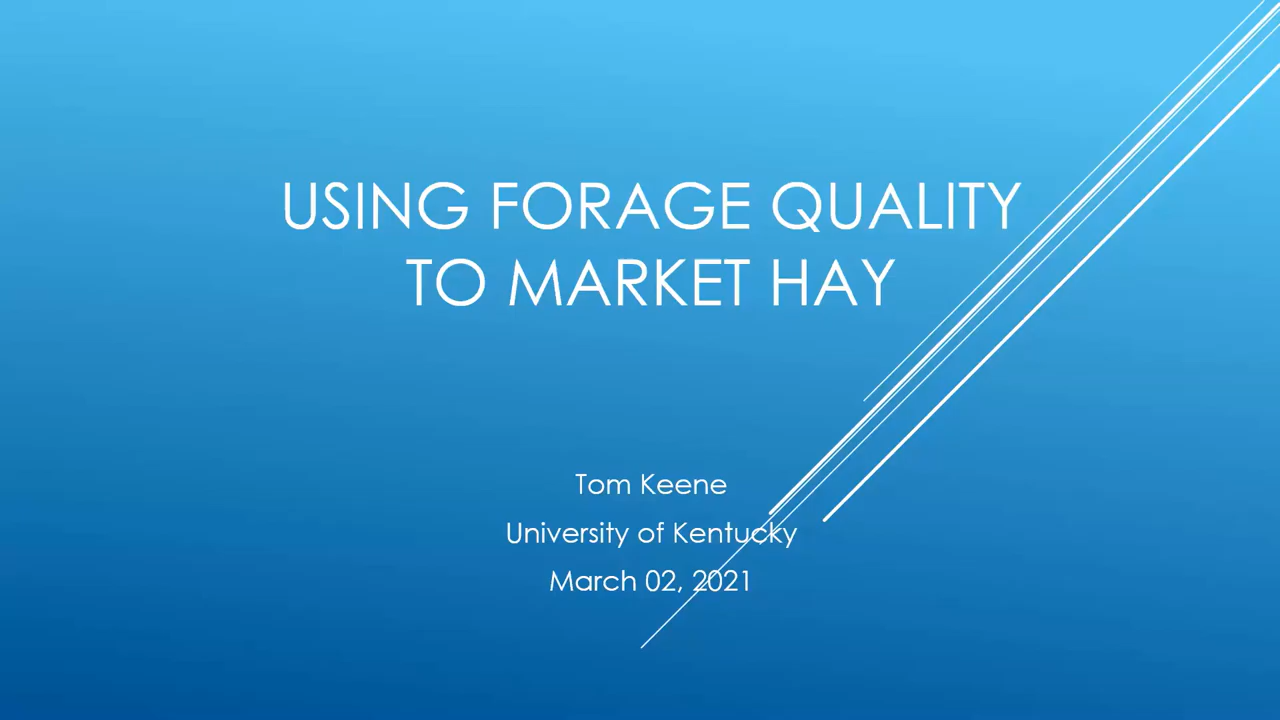 USING FORAGE QUALITY
TO MARKET HAY
Tom Keene
University of Kentucky
March 02, 2021